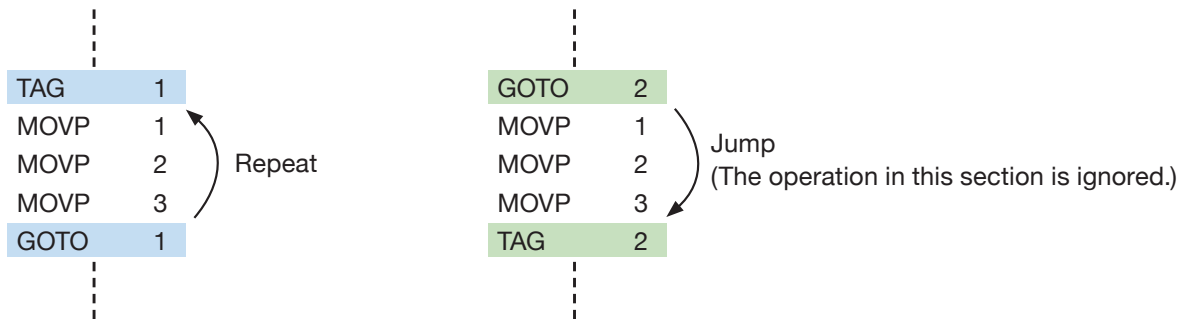 TAG 1
MOVP 1
MOVP 2
MOVP 3
GOTO 1
Repeat
GOTO 2
MOVP 1
MOVP 2
MOVP 3
TAG 2
Jump
(The operation in this section is ignored.)